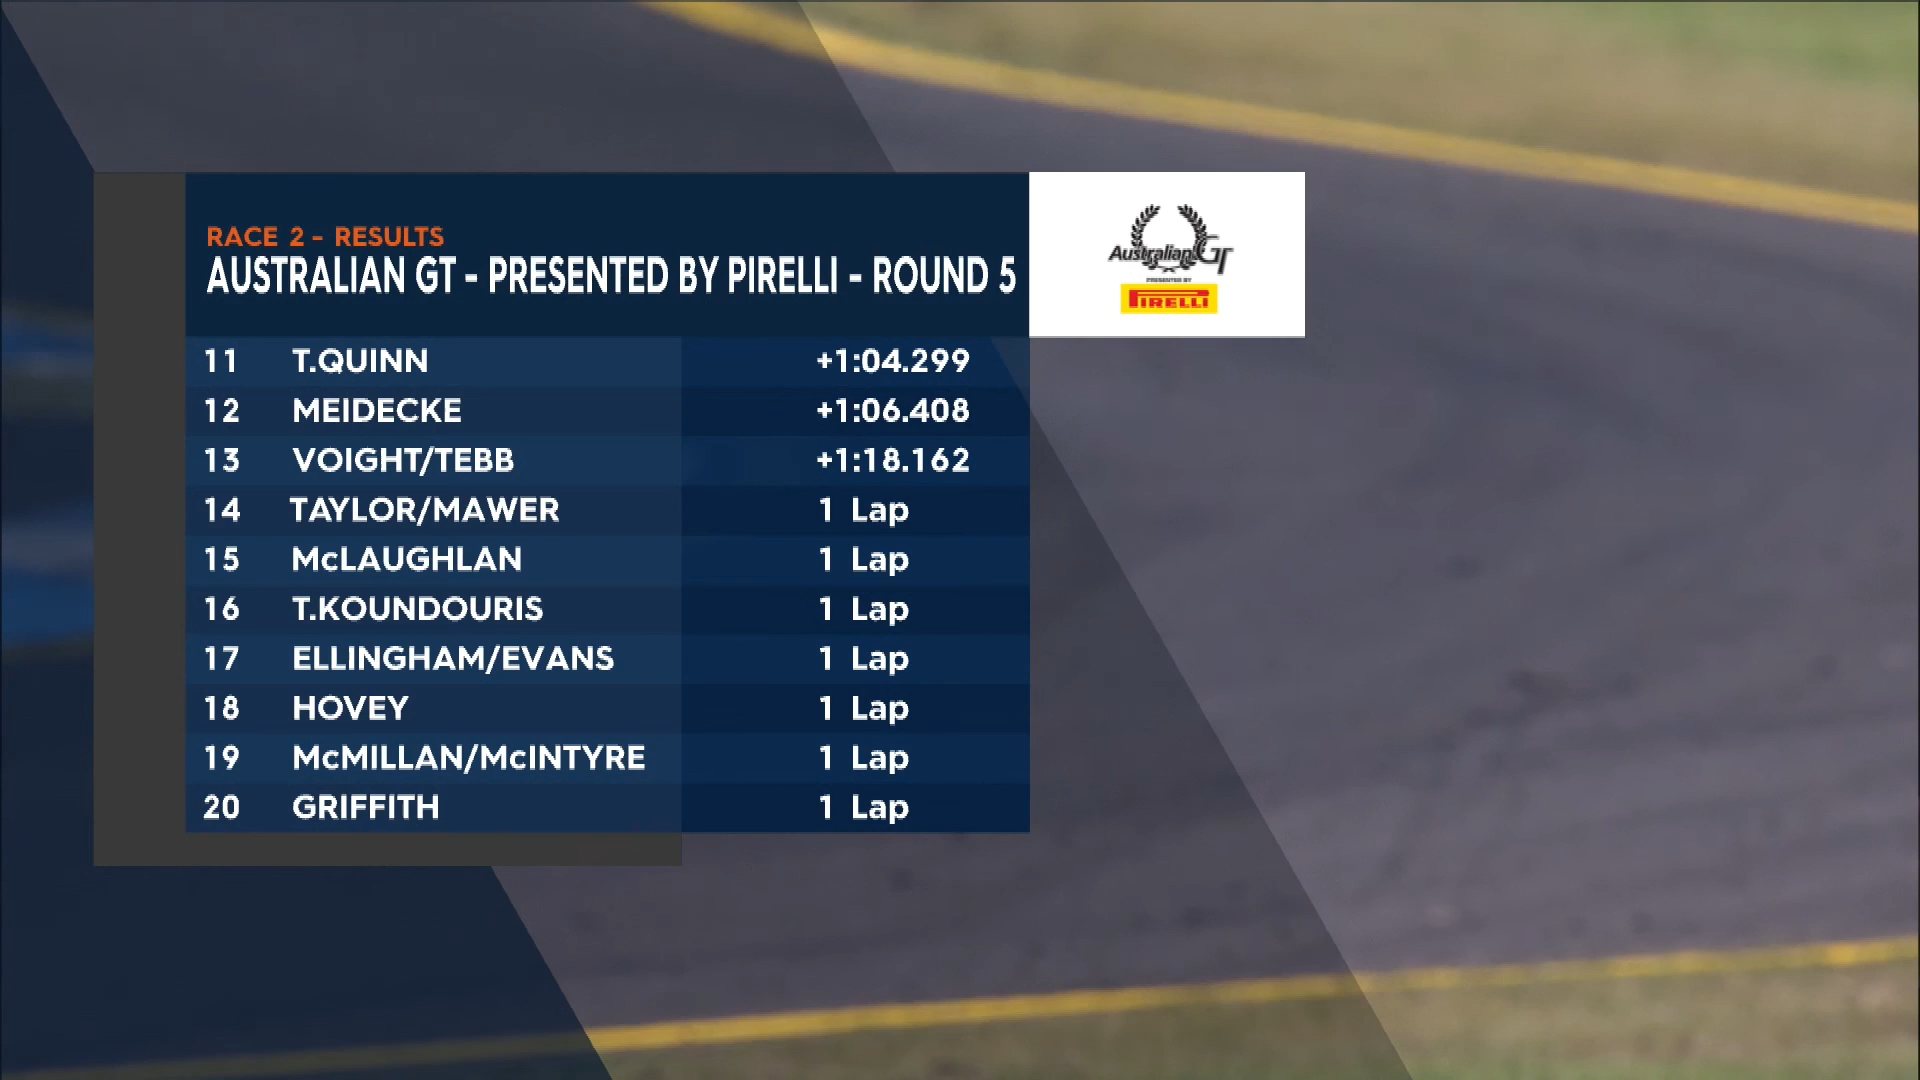 RACE 2 - RESULTS
AUSTRALIAN GT - PRESENTED BY PIRELLI - ROUND 5
Australian GT
PRESENTED BY
PIRELLI
11 T.QUINN +1:04.299
12 MEIDECKE +1:06.408
13 VOIGHT/TEBB +1:18.162
14 TAYLOR/MAWER 1 Lap
15 McLAUGHLAN 1 Lap
16 T.KOUNDOURIS 1 Lap
17 ELLINGHAM/EVANS 1 Lap
18 HOVEY 1 Lap
19 McMILLAN/McINTYRE 1 Lap
20 GRIFFITH 1 Lap